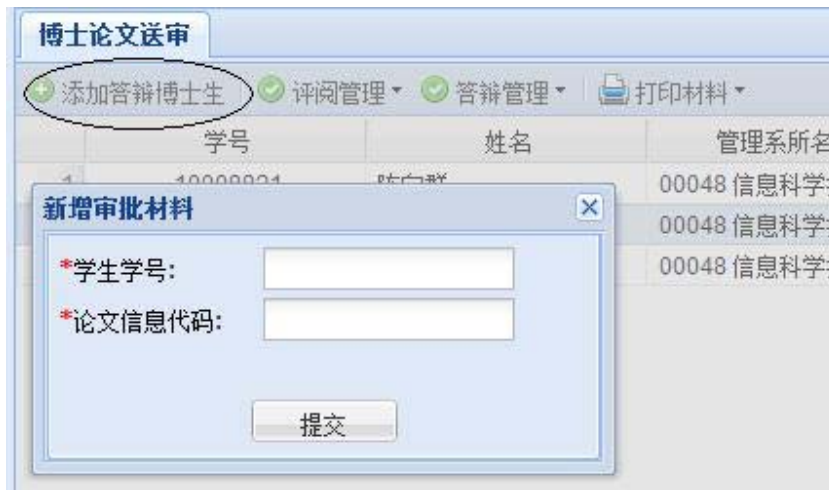 博士论文送审
添加答辩博士生 评阅管理 答辩管理 打印材料
学号 姓名 管理系所名
00048 信息科学
新增审批材料
00048 信息科学
*学生学号:
00048 信息科学
*论文信息代码:
提交